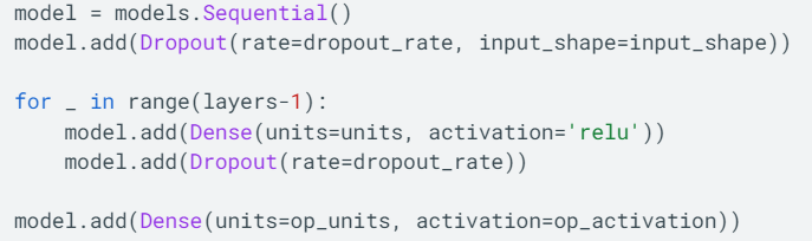 model = models.Sequential()
model.add(Dropout(rate=dropout_rate, input_shape=input_shape))
for _ in range(layers-1):
    model.add(Dense(units=units, activation='relu'))
    model.add(Dropout(rate=dropout_rate))
model.add(Dense(units=op_units, activation=op_activation))